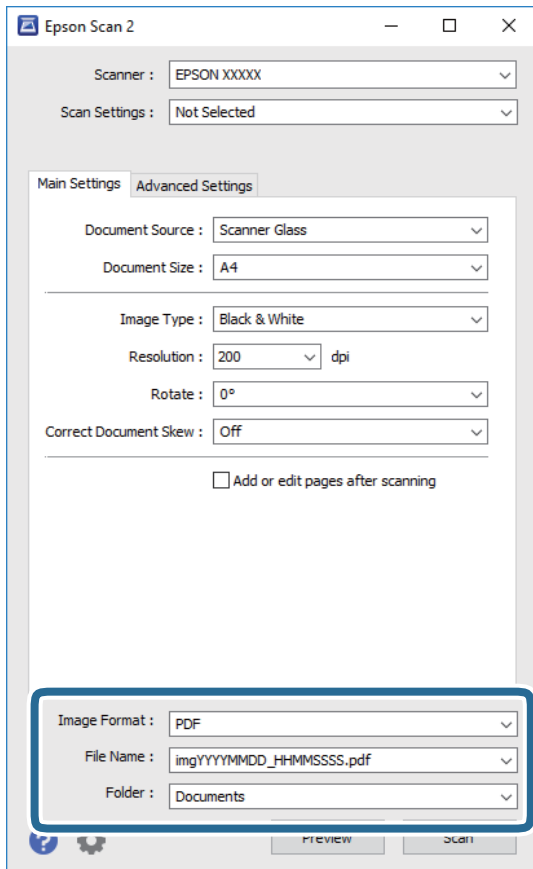 Epson Scan 2
Scanner : EPSON XXXXX
Scan Settings : Not Selected
Main Settings Advanced Settings
Document Source : Scanner Glass
Document Size : A4
Image Type : Black & White
Resolution : 200 dpi
Rotate : 0°
Correct Document Skew : Off
Add or edit pages after scanning
Image Format : PDF
File Name : imgYYYYMMDD_HHMMSSSS.pdf
Folder : Documents
? Preview Scan